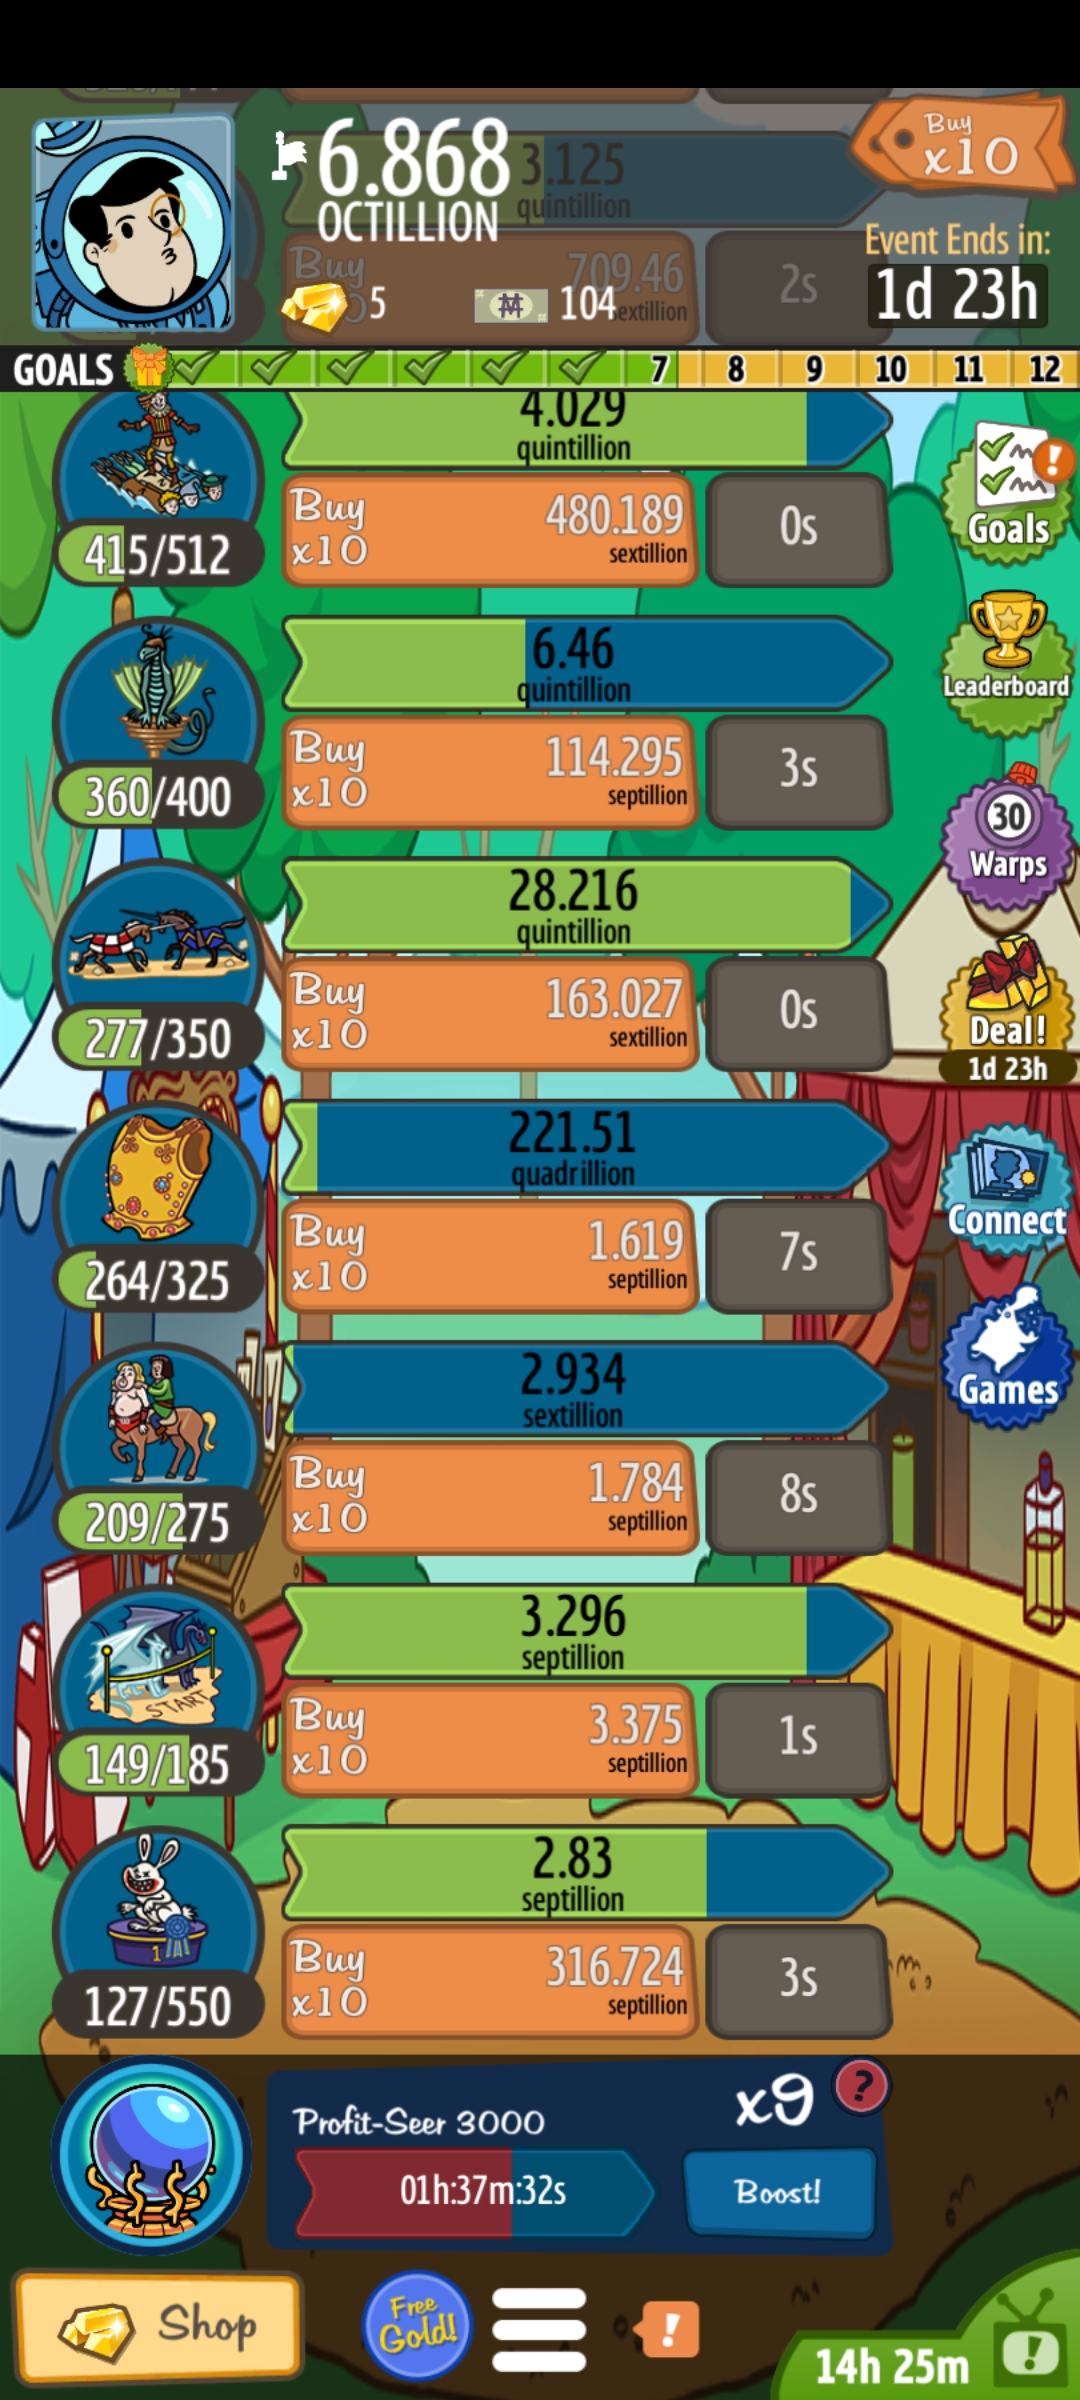 6.868
OCTILLION
3.125
quintillion
Buy
x10
Event Ends in:
1d 23h
Buy
709.46
sextillion
2s
5
104
GOALS 7 8 9 10 11 12
4.029
quintillion
415/512
Buy
x10
480.189
sextillion
0s
Goals
6.46
quintillion
360/400
Buy
x10
114.295
septillion
3s
Leaderboard
30
Warps
28.216
quintillion
277/350
Buy
x10
163.027
sextillion
0s
Deal!
1d 23h
221.51
quadrillion
264/325
Buy
x10
1.619
septillion
7s
Connect
2.934
sextillion
209/275
Buy
x10
1.784
septillion
8s
Games
3.296
septillion
START
149/185
Buy
x10
3.375
septillion
1s
2.83
septillion
1
127/550
Buy
x10
316.724
septillion
3s
Profit-Seer 3000
x9
?
01h:37m:32s
Boost!
Shop
Free
Gold!
!
14h 25m
!